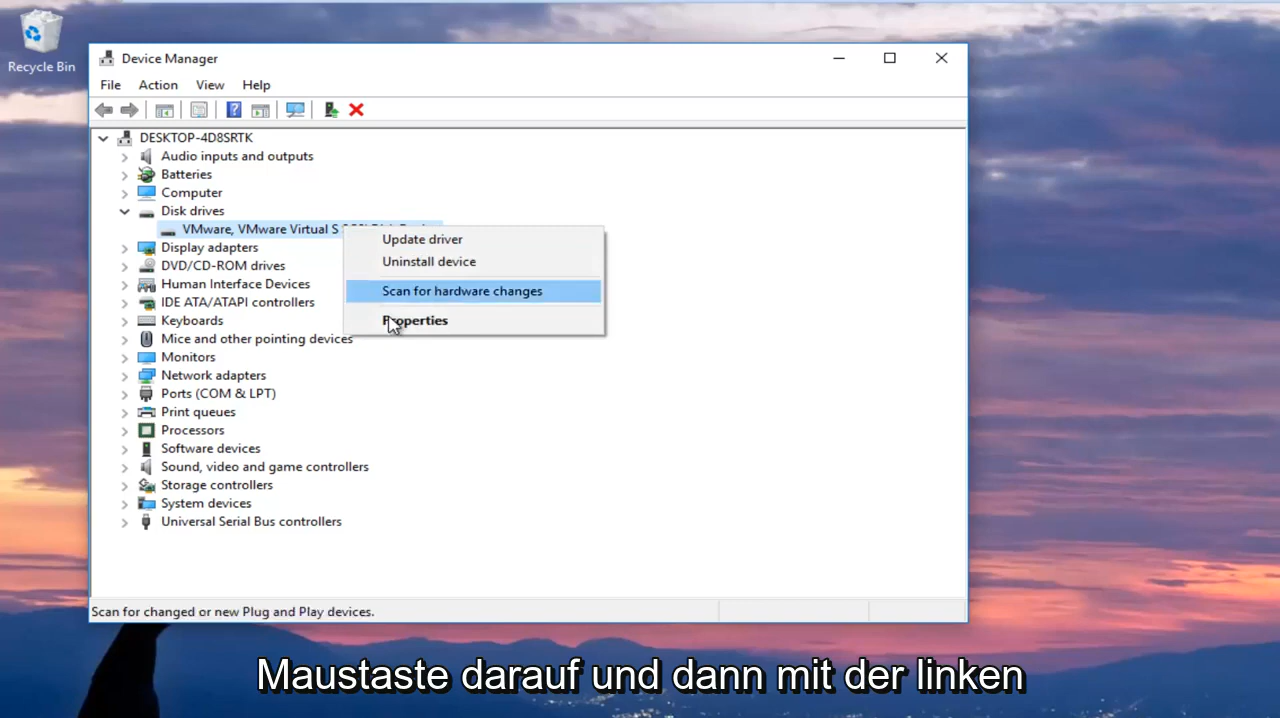 Recycle Bin
Device Manager
File Action View Help
DESKTOP-4D8SRTK
Audio inputs and outputs
Batteries
Computer
Disk drives
VMware, VMware Virtual S
Update driver
Uninstall device
Scan for hardware changes
Properties
Display adapters
DVD/CD-ROM drives
Human Interface Devices
IDE ATA/ATAPI controllers
Keyboards
Mice and other pointing devices
Monitors
Network adapters
Ports (COM & LPT)
Print queues
Processors
Software devices
Sound, video and game controllers
Storage controllers
System devices
Universal Serial Bus controllers
Scan for changed or new Plug and Play devices.
Maustaste darauf und dann mit der linken